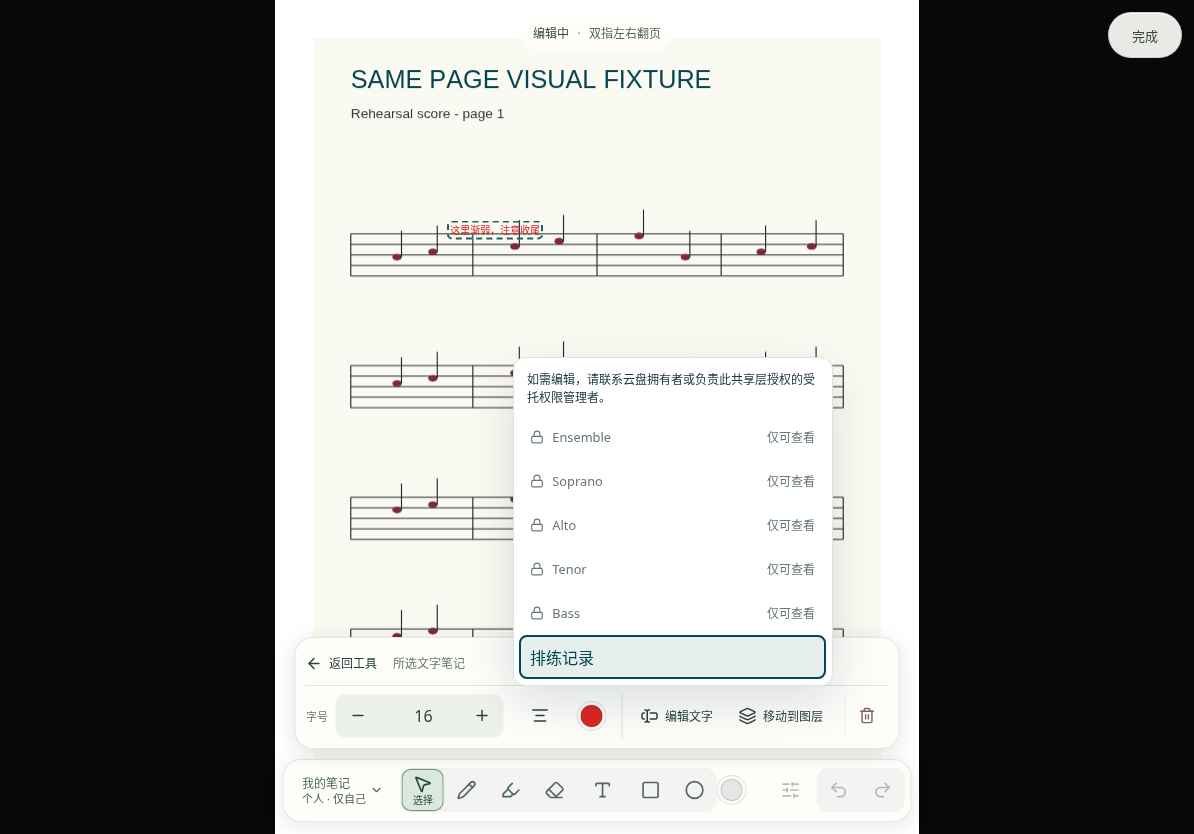 编辑中 · 双指左右翻页
完成
SAME PAGE VISUAL FIXTURE
Rehearsal score - page 1
这里渐弱，注意收尾
如需编辑，请联系云盘拥有者或负责此共享层授权的受
托权限管理者。
Ensemble 仅可查看
Soprano 仅可查看
Alto 仅可查看
Tenor 仅可查看
Bass 仅可查看
排练记录
返回工具 所选文字笔记
字号 16 编辑文字 移动到图层
我的笔记
个人 · 仅自己
选择